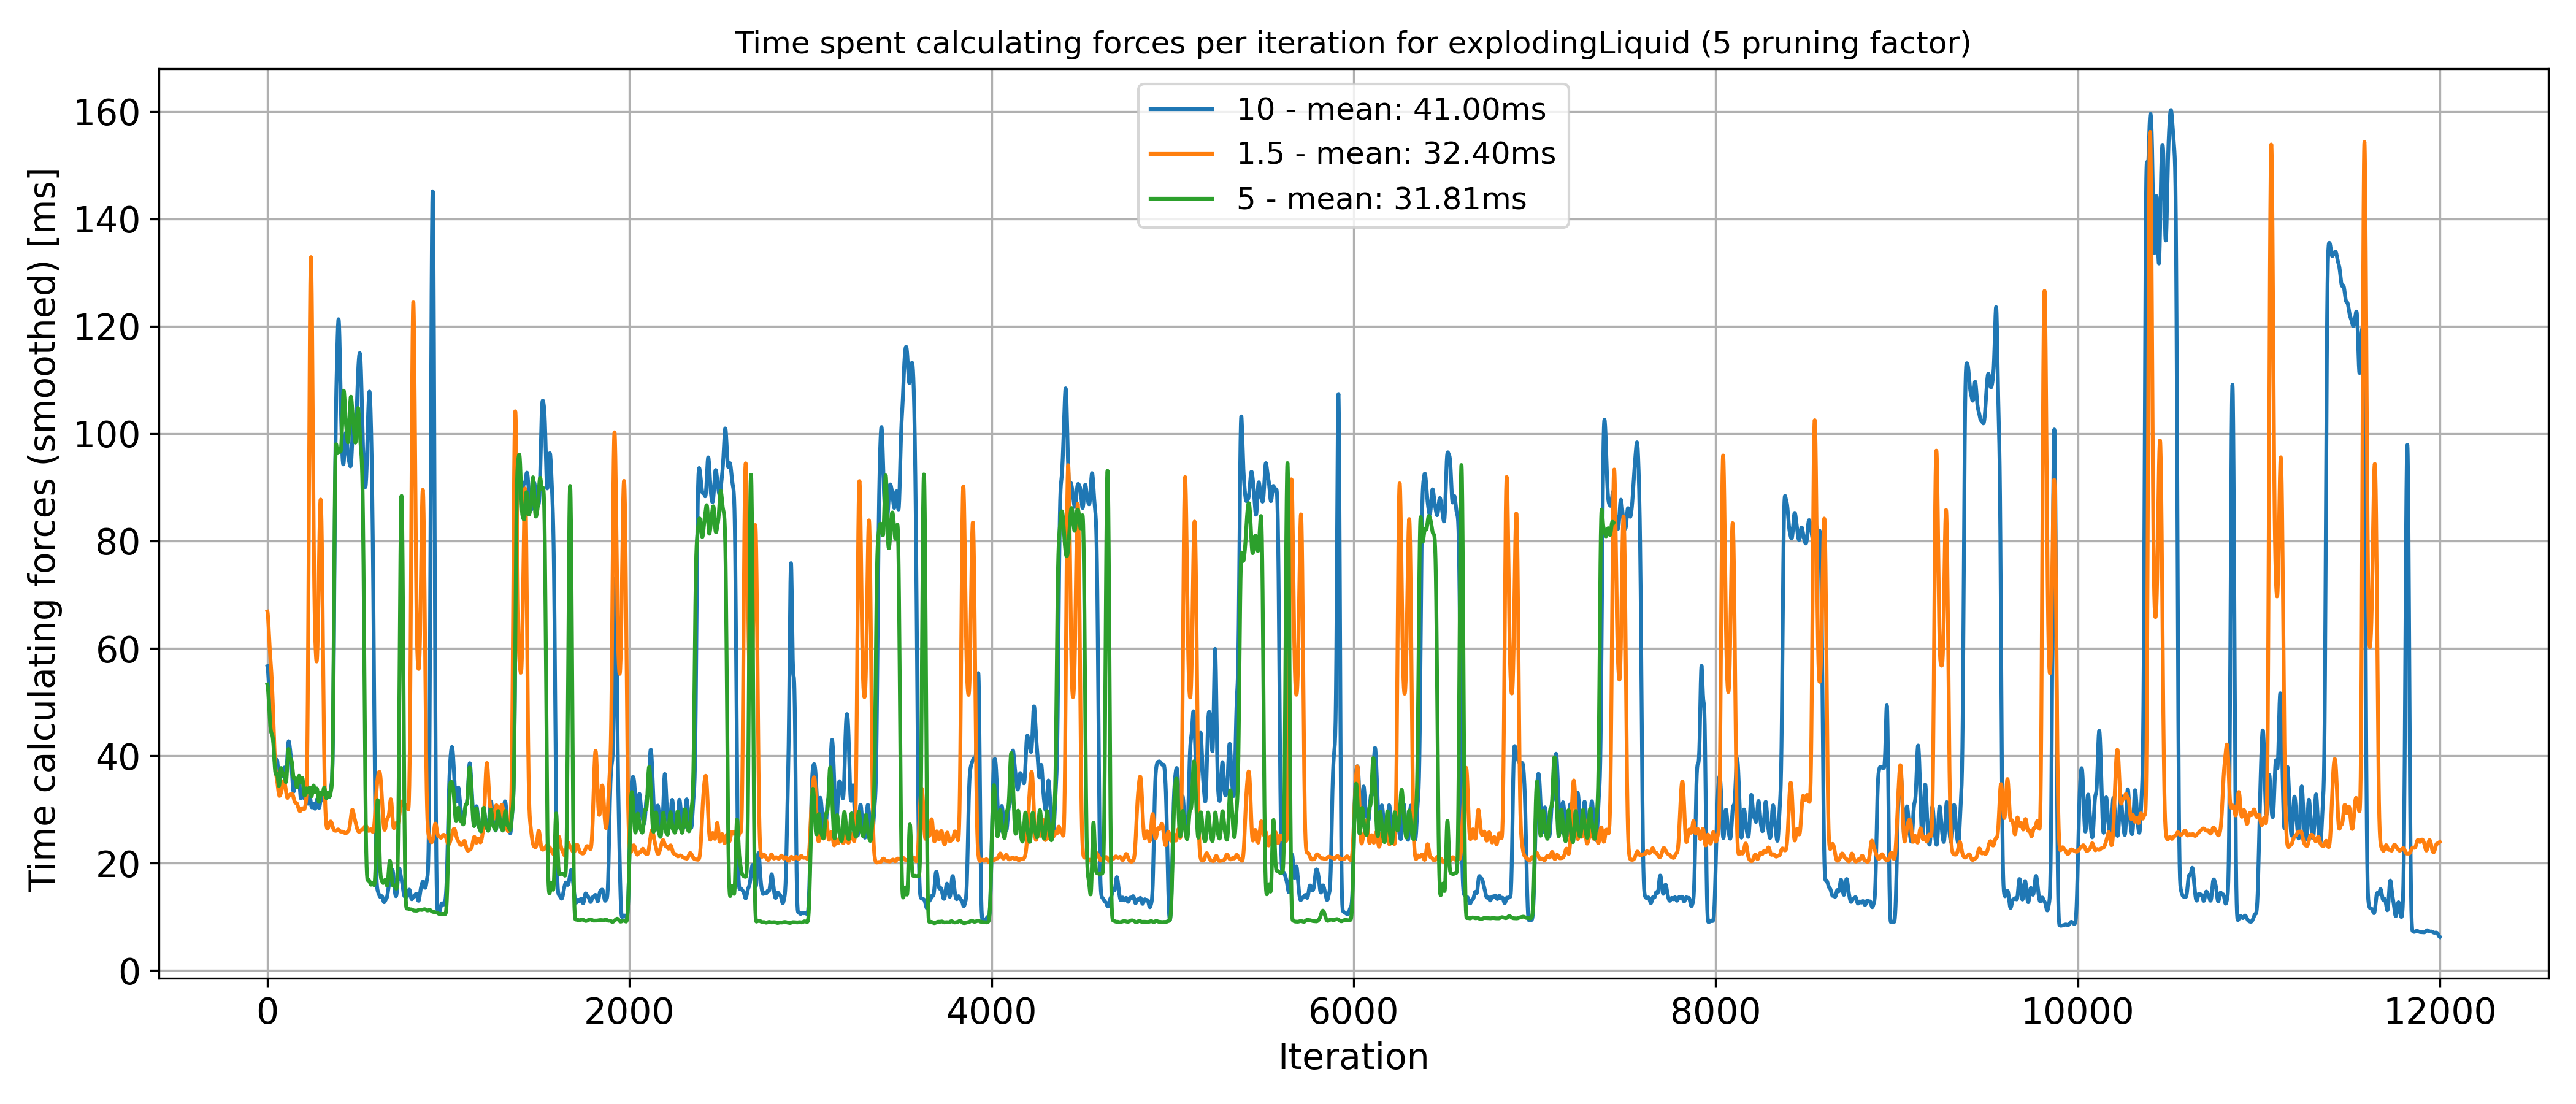 Time spent calculating forces per iteration for explodingLiquid (5 pruning factor)
10 - mean: 41.00ms
1.5 - mean: 32.40ms
5 - mean: 31.81ms
Time calculating forces (smoothed) [ms]
160
140
120
100
80
60
40
20
0
0 2000 4000 6000 8000 10000 12000
Iteration